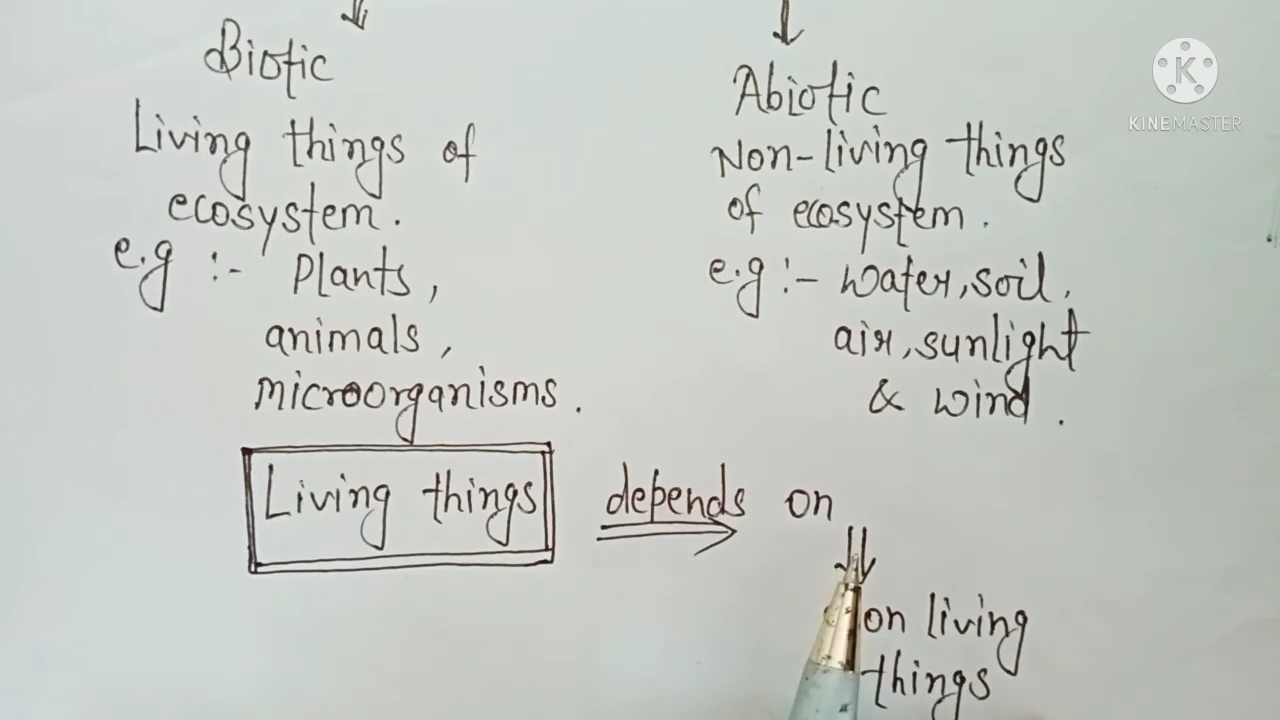 Biotic
Living things of
ecosystem.
e.g :- Plants,
animals,
microorganisms.
Abiotic
Non-living things
of ecosystem.
e.g :- Water, soil,
air, sunlight
& wind.
Living things depends on
on living
things
KINEMASTER